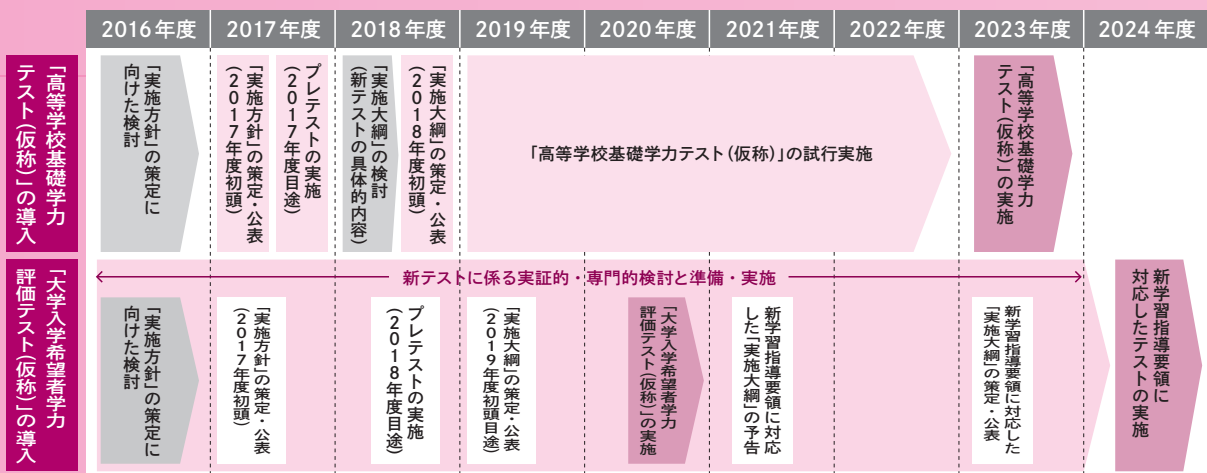 2016年度
2017年度
2018年度
2019年度
2020年度
2021年度
2022年度
2023年度
2024年度
「高等学校基礎学力
テスト(仮称)」の導入
「実施方針」の策定に
向けた検討
「実施方針」の策定・公表
(2017年度初頭)
プレテストの実施
(2017年度目途)
「実施大綱」の検討
(新テストの具体的内容)
「実施大綱」の策定・公表
(2018年度初頭)
「高等学校基礎学力テスト(仮称)」の試行実施
「高等学校基礎学力
テスト(仮称)」の実施
「大学入学希望者学力
評価テスト(仮称)」の導入
新テストに係る実証的・専門的検討と準備・実施
「実施方針」の策定に
向けた検討
「実施方針」の策定・公表
(2017年度初頭)
プレテストの実施
(2018年度目途)
「実施大綱」の策定・公表
(2019年度初頭目途)
「大学入学希望者学力
評価テスト(仮称)」の実施
新学習指導要領に対応
した「実施大綱」の予告
新学習指導要領に対応した
「実施大綱」の策定・公表
新学習指導要領に
対応したテストの実施